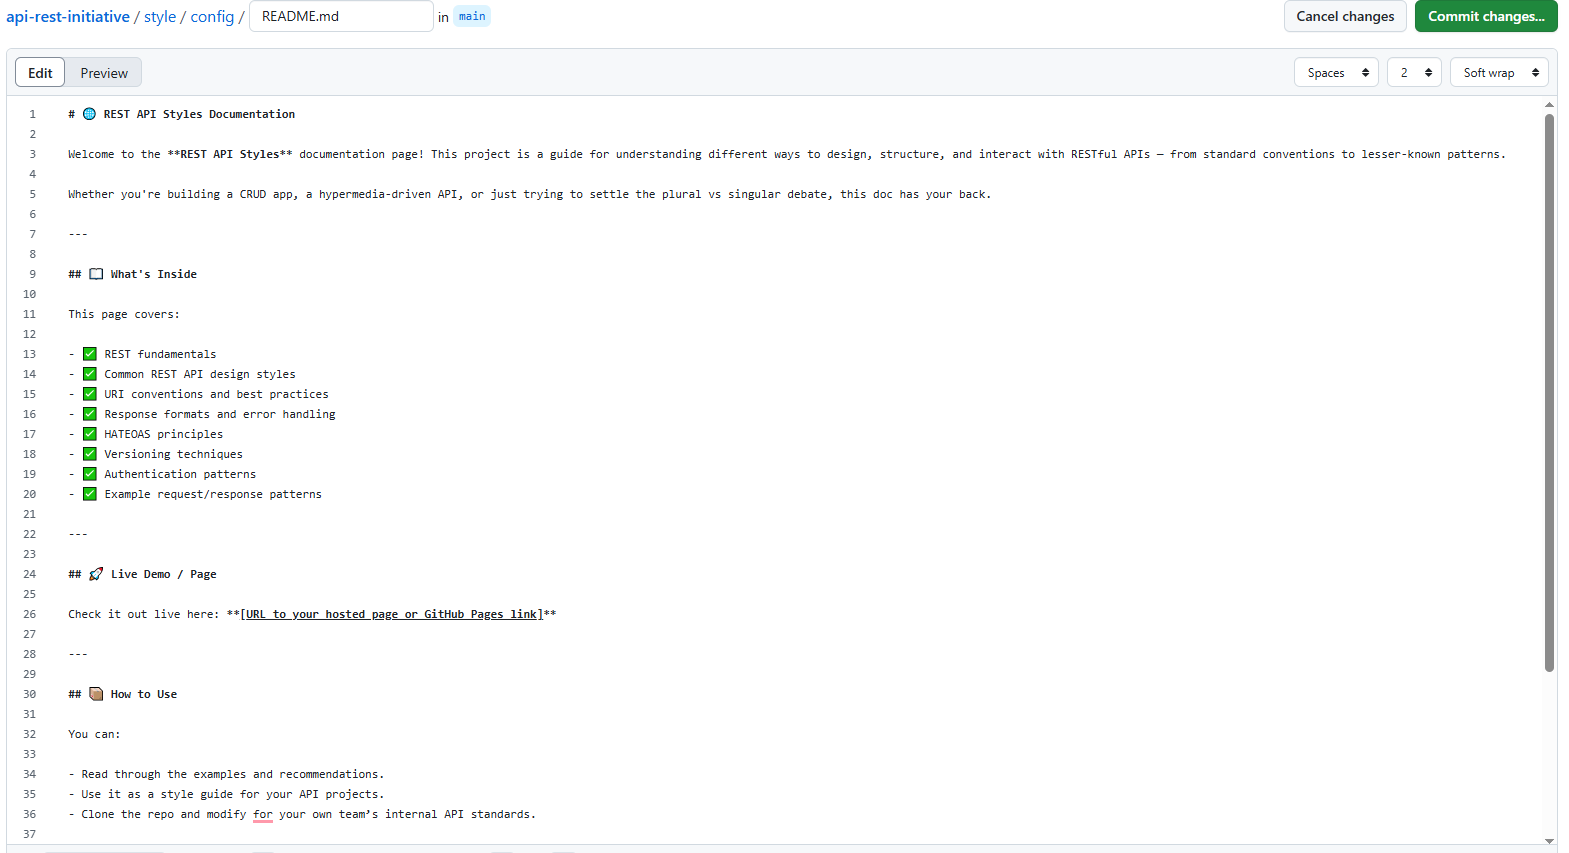 api-rest-initiative / style / config / README.md in main Cancel changes Commit changes...
Edit Preview Spaces 2 Soft wrap
1 # 🌐 REST API Styles Documentation
2
3 Welcome to the **REST API Styles** documentation page! This project is a guide for understanding different ways to design, structure, and interact with RESTful APIs — from standard conventions to lesser-known patterns.
4
5 Whether you're building a CRUD app, a hypermedia-driven API, or just trying to settle the plural vs singular debate, this doc has your back.
6
7 ---
8
9 ## 📖 What's Inside
10
11 This page covers:
12
13 - ✅ REST fundamentals
14 - ✅ Common REST API design styles
15 - ✅ URI conventions and best practices
16 - ✅ Response formats and error handling
17 - ✅ HATEOAS principles
18 - ✅ Versioning techniques
19 - ✅ Authentication patterns
20 - ✅ Example request/response patterns
21
22 ---
23
24 ## 🚀 Live Demo / Page
25
26 Check it out live here: **[URL to your hosted page or GitHub Pages link]**
27
28 ---
29
30 ## 📦 How to Use
31
32 You can:
33
34 - Read through the examples and recommendations.
35 - Use it as a style guide for your API projects.
36 - Clone the repo and modify for your own team’s internal API standards.
37